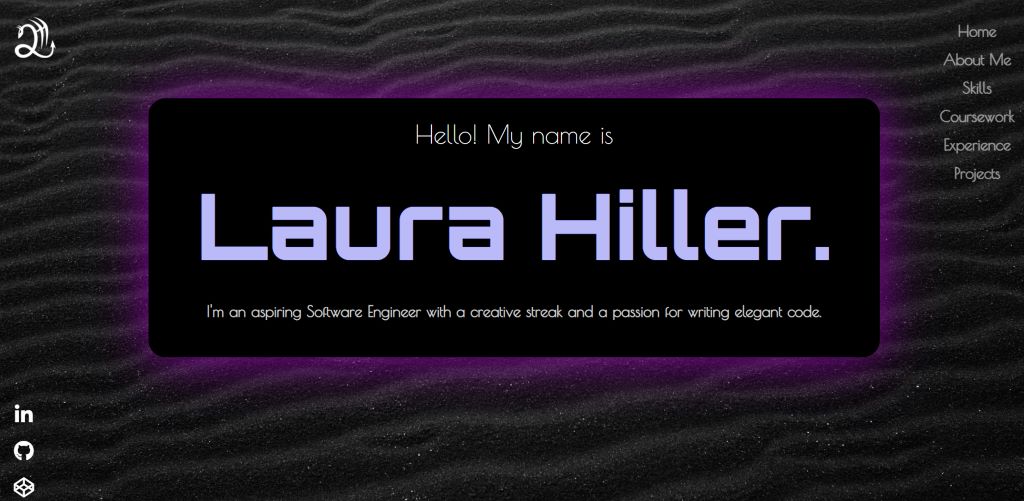 Home
About Me
Skills
Coursework
Experience
Projects
Hello! My name is
Laura Hiller.
I'm an aspiring Software Engineer with a creative streak and a passion for writing elegant code.
in